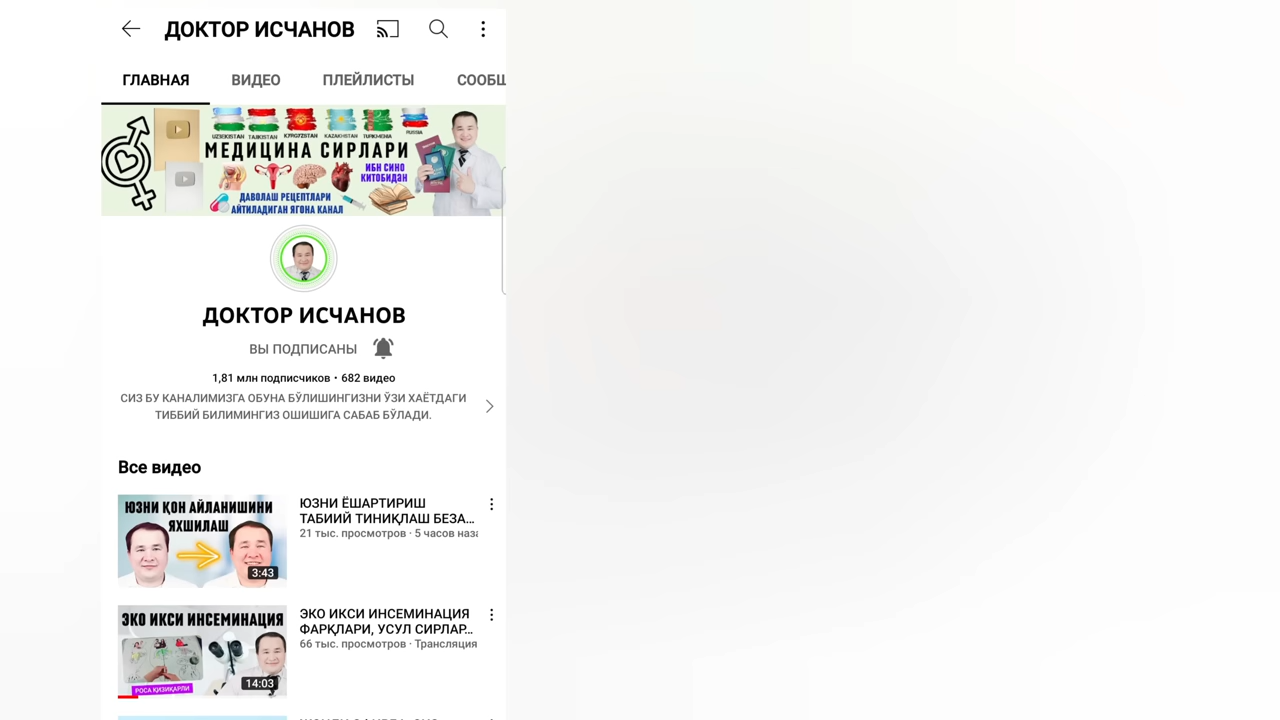 ДОКТОР ИСЧАНОВ
ГЛАВНАЯ ВИДЕО ПЛЕЙЛИСТЫ СООБЩ
UZBEKISTAN TAJIKISTAN KYRGYZSTAN KAZAKHSTAN TURKMENIA RUSSIA
МЕДИЦИНА СИРЛАРИ
ИБН СИНО
КИТОБИДАН
ДАВОЛАШ РЕЦЕПТЛАРИ
АЙТИЛАДИГАН ЯГОНА КАНАЛ
ДОКТОР ИСЧАНОВ
ВЫ ПОДПИСАНЫ
1,81 млн подписчиков • 682 видео
СИЗ БУ КАНАЛИМИЗГА ОБУНА БЎЛИШИНГИЗНИ ЎЗИ ХАЁТДАГИ
ТИББИЙ БИЛИМИНГИЗ ОШИШИГА САБАБ БЎЛАДИ.
Все видео
ЮЗНИ ҚОН АЙЛАНИШИНИ
ЯХШИЛАШ
3:43
ЮЗНИ ЁШАРТИРИШ
ТАБИИЙ ТИНИҚЛАШ БЕЗА...
21 тыс. просмотров · 5 часов наза
ЭКО ИКСИ ИНСЕМИНАЦИЯ
РОСА ҚИЗИҚАРЛИ
14:03
ЭКО ИКСИ ИНСЕМИНАЦИЯ
ФАРҚЛАРИ, УСУЛ СИРЛАР...
66 тыс. просмотров · Трансляция